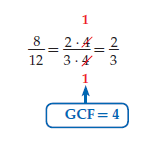 1
8/12 = 2 · 4/3 · 4 = 2/3
1
GCF = 4